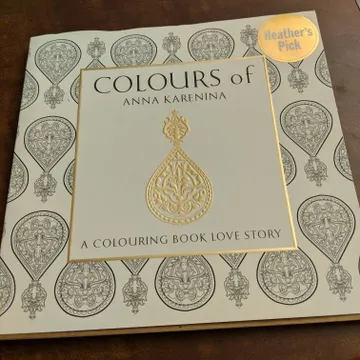 Heather's
Pick
COLOURS of
ANNA KARENINA
A COLOURING BOOK LOVE STORY